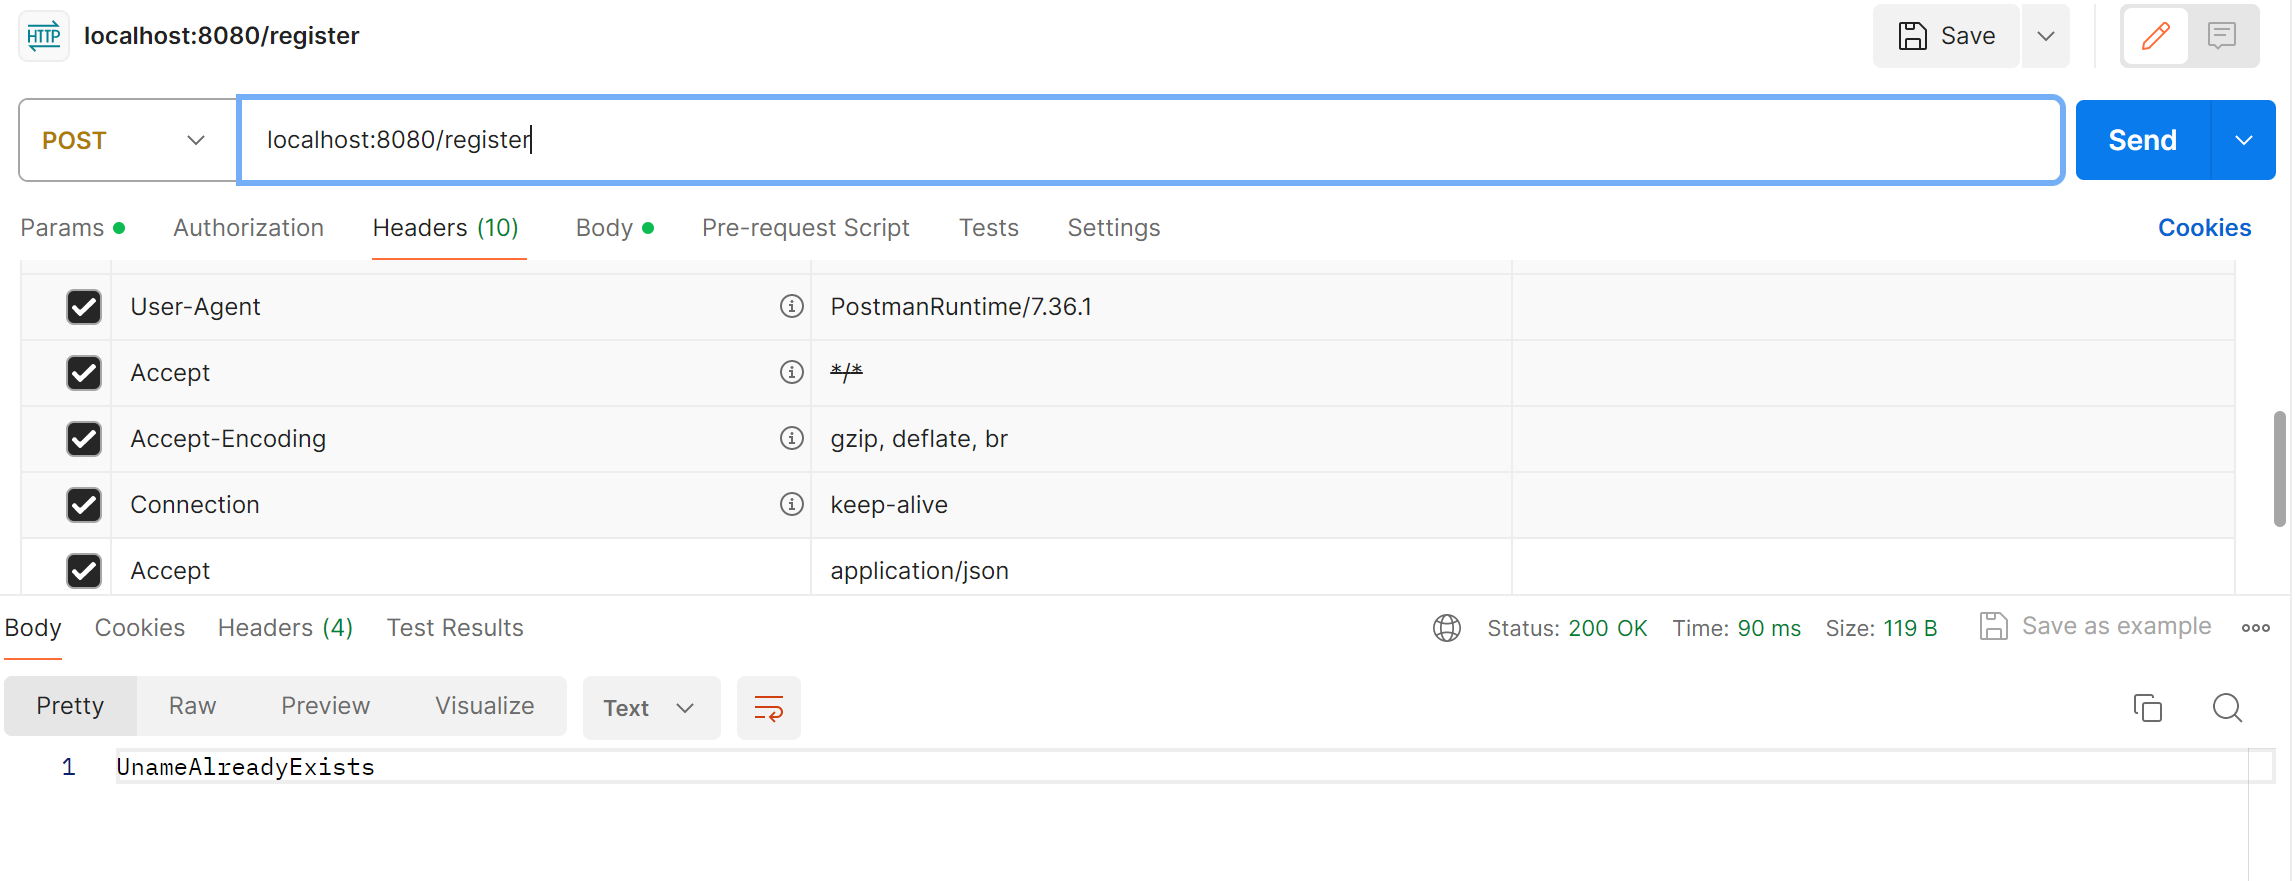 HTTP localhost:8080/register Save
POST localhost:8080/register Send
Params Authorization Headers (10) Body Pre-request Script Tests Settings Cookies
User-Agent PostmanRuntime/7.36.1
Accept */*
Accept-Encoding gzip, deflate, br
Connection keep-alive
Accept application/json
Body Cookies Headers (4) Test Results Status: 200 OK Time: 90 ms Size: 119 B Save as example
Pretty Raw Preview Visualize Text
1 UnameAlreadyExists